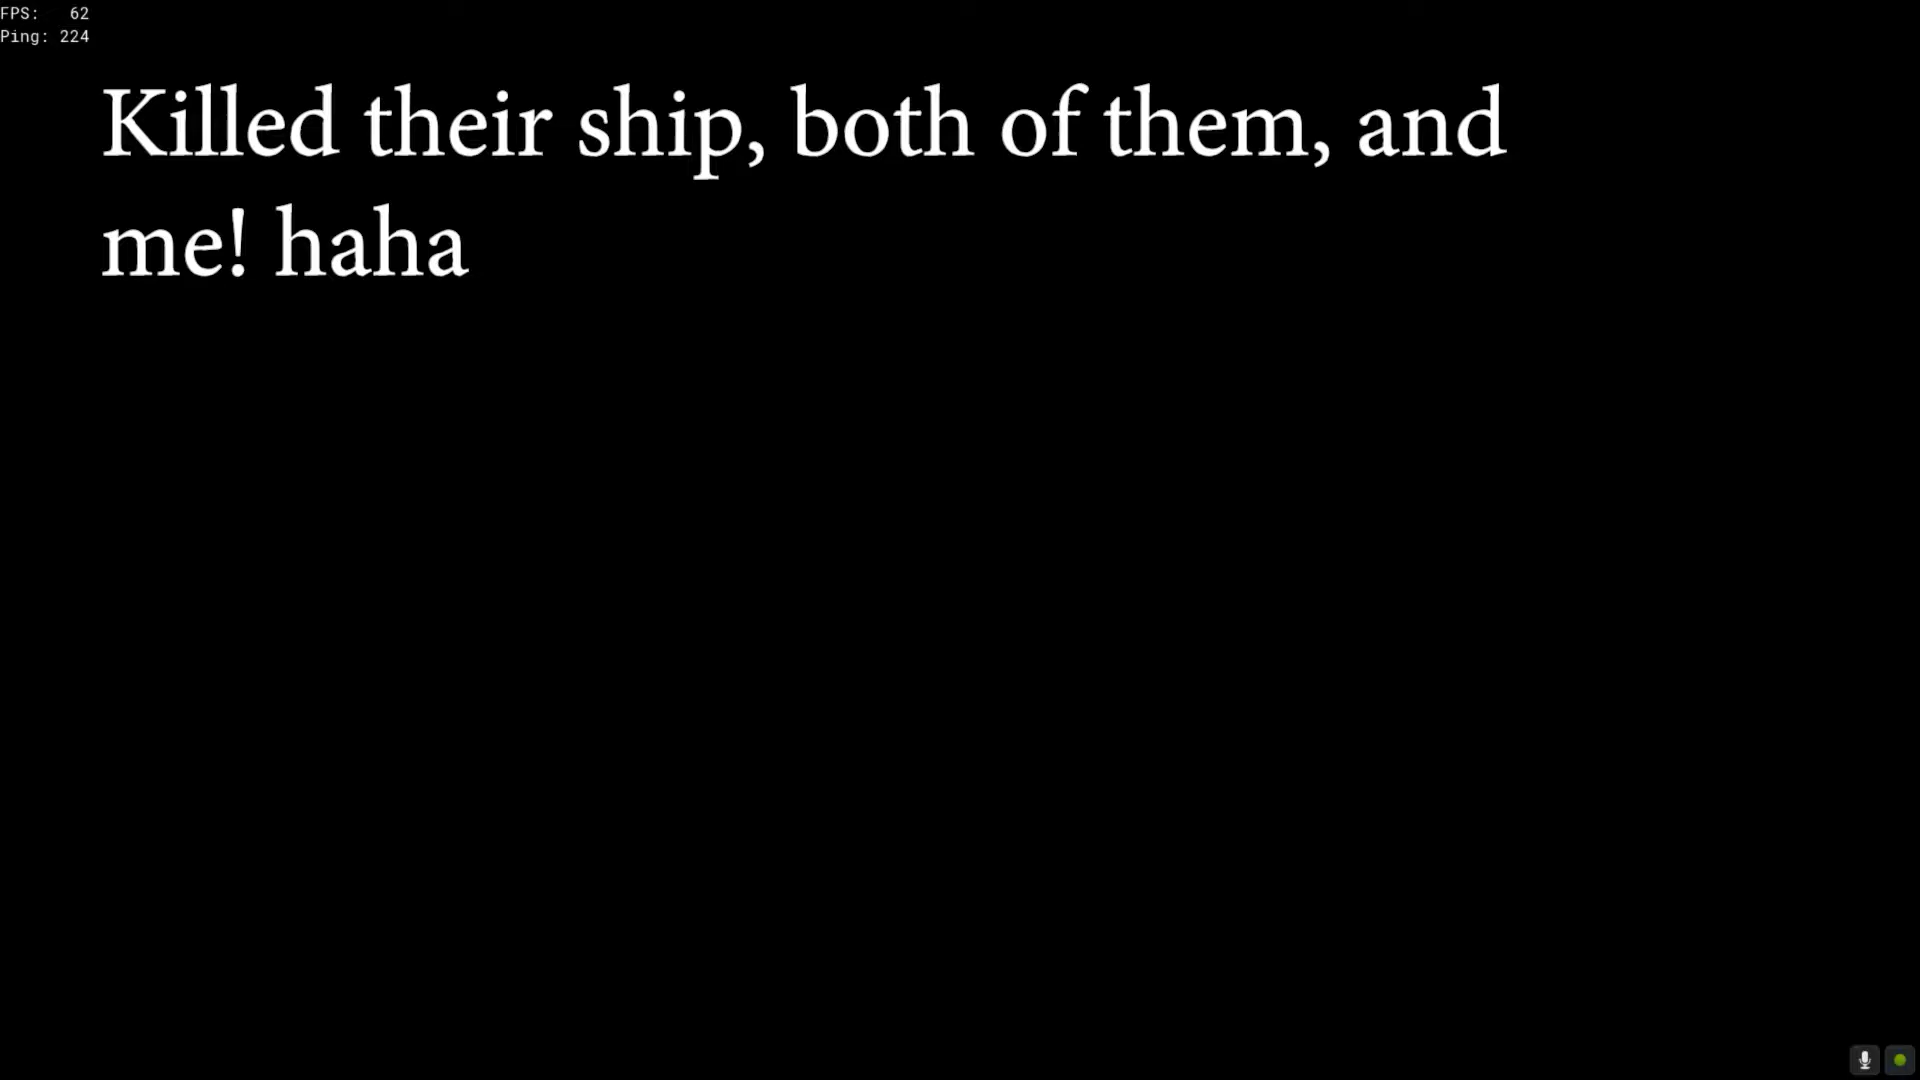 FPS:   62
Ping: 224
Killed their ship, both of them, and
me! haha